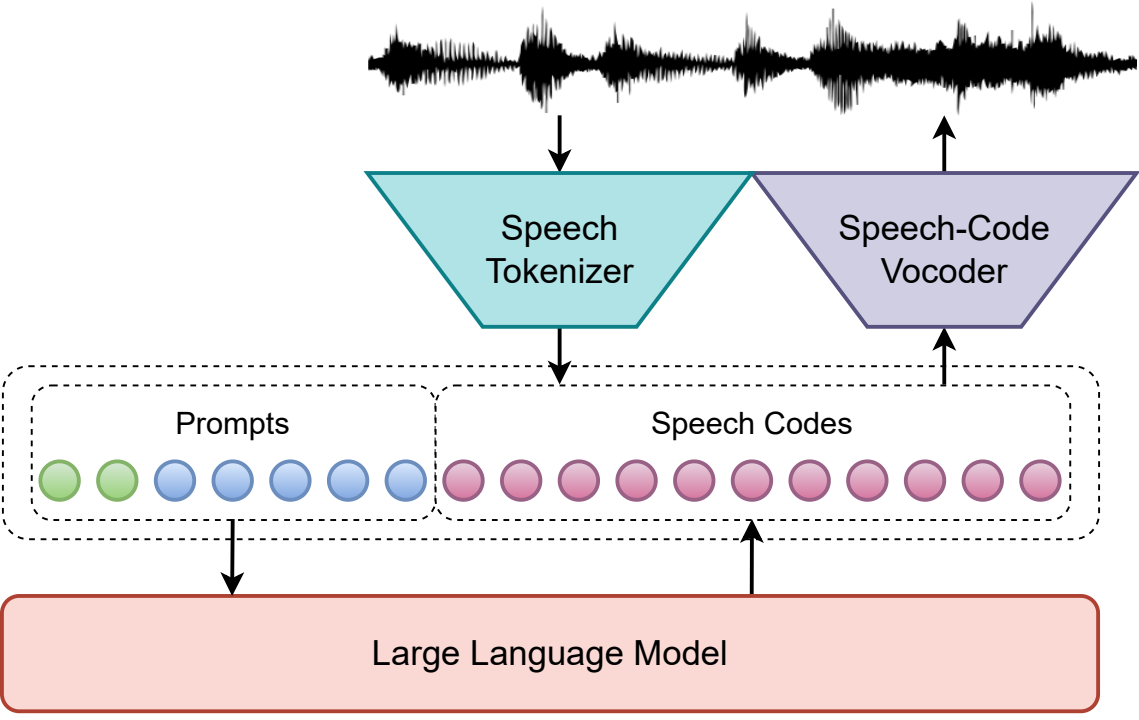 Speech
Tokenizer
Speech-Code
Vocoder
Prompts
Speech Codes
Large Language Model